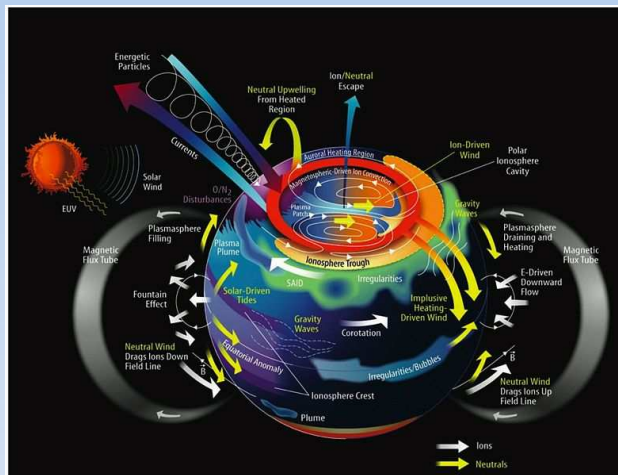 Energetic
Particles
Currents
Solar
Wind
EUV
Neutral Upwelling
From Heated
Region
Ion/Neutral
Escape
Auroral Heating Region
Magnetospheric-Driven Ion Convection
Plasma
Patch
Ion-Driven
Wind
Polar
Ionosphere
Cavity
O/N2
Disturbances
Gravity
Waves
Plasmasphere
Filling
Plasma
Plume
Plasmasphere
Draining and
Heating
Magnetic
Flux Tube
Magnetic
Flux Tube
Ionosphere Trough
SAID
Irregularities
Fountain
Effect
Solar-Driven
Tides
Implusive
Heating-
Driven Wind
E-Driven
Downward
Flow
Gravity
Waves
Corotation
Neutral Wind
Drags Ions Down
Field Line
B
Equatorial Anomaly
Irregularities/Bubbles
B
Ionosphere Crest
Neutral Wind
Drags Ions Up
Field Line
Plume
Ions
Neutrals